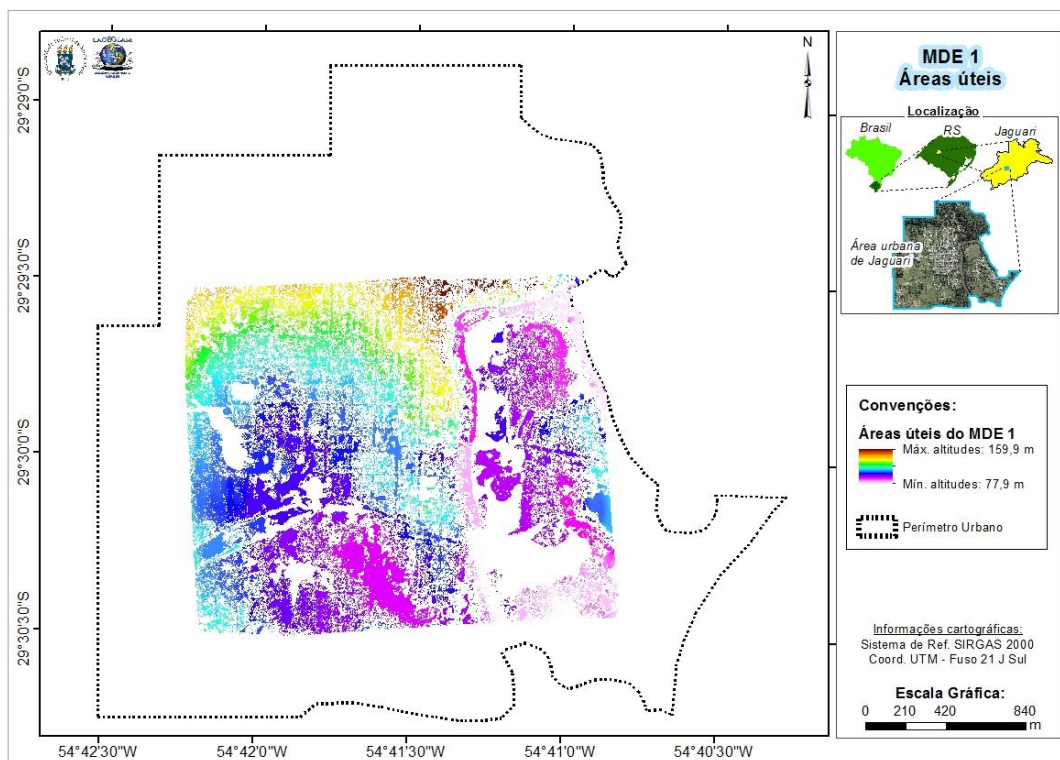 LAGEOLAM
N
29°29'0"S
29°29'30"S
29°30'0"S
29°30'30"S
54°42'30"W
54°42'0"W
54°41'30"W
54°41'0"W
54°40'30"W
MDE 1
Áreas úteis
Localização
Brasil
RS
Jaguari
Área urbana
de Jaguari
Convenções:
Áreas úteis do MDE 1
Máx. altitudes: 159,9 m
Mín. altitudes: 77,9 m
Perímetro Urbano
Informações cartográficas:
Sistema de Ref. SIRGAS 2000
Coord. UTM - Fuso 21 J Sul
Escala Gráfica:
0 210 420 840
m